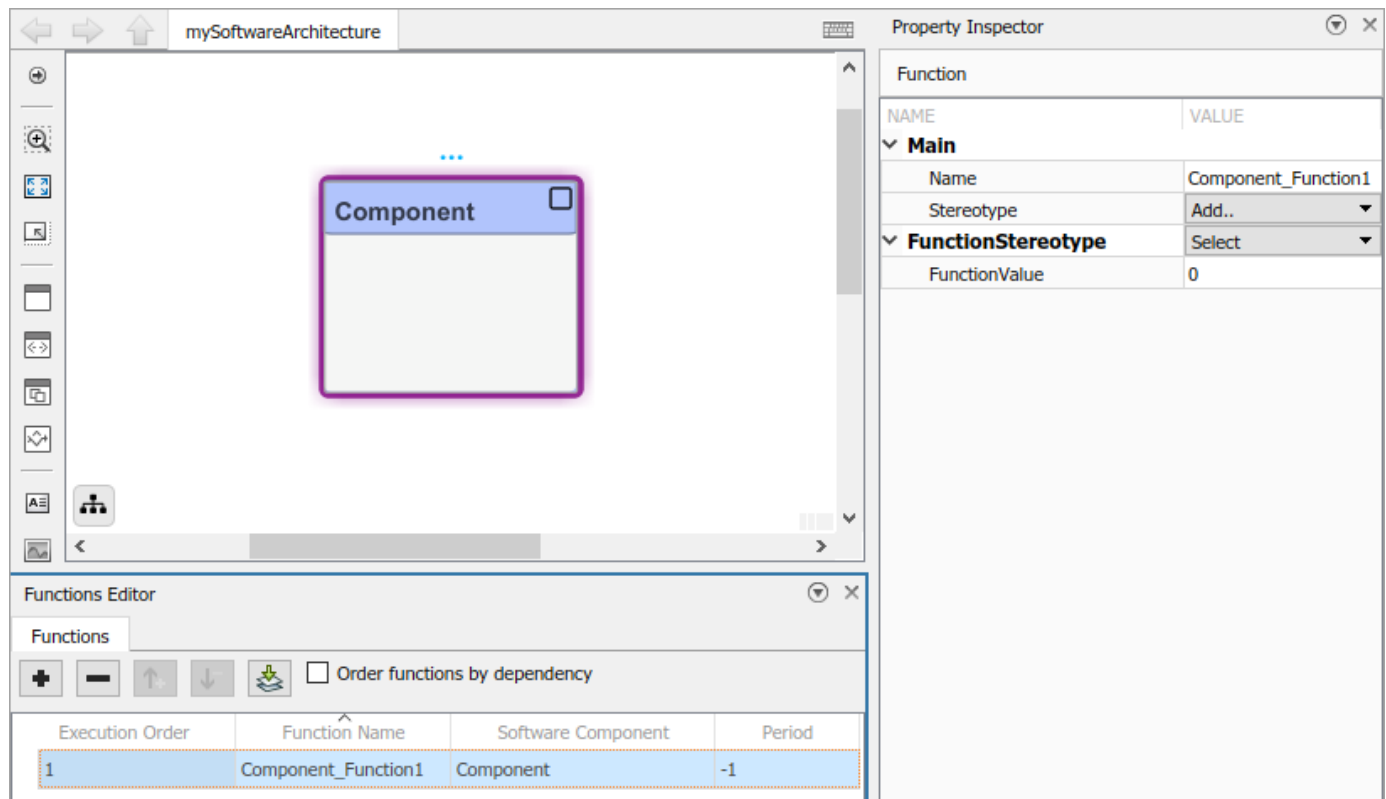 mySoftwareArchitecture
Component
A
Functions Editor
Functions
Order functions by dependency
Execution Order Function Name Software Component Period
1 Component_Function1 Component -1
Property Inspector
Function
NAME VALUE
Main
Name Component_Function1
Stereotype Add..
FunctionStereotype Select
FunctionValue 0